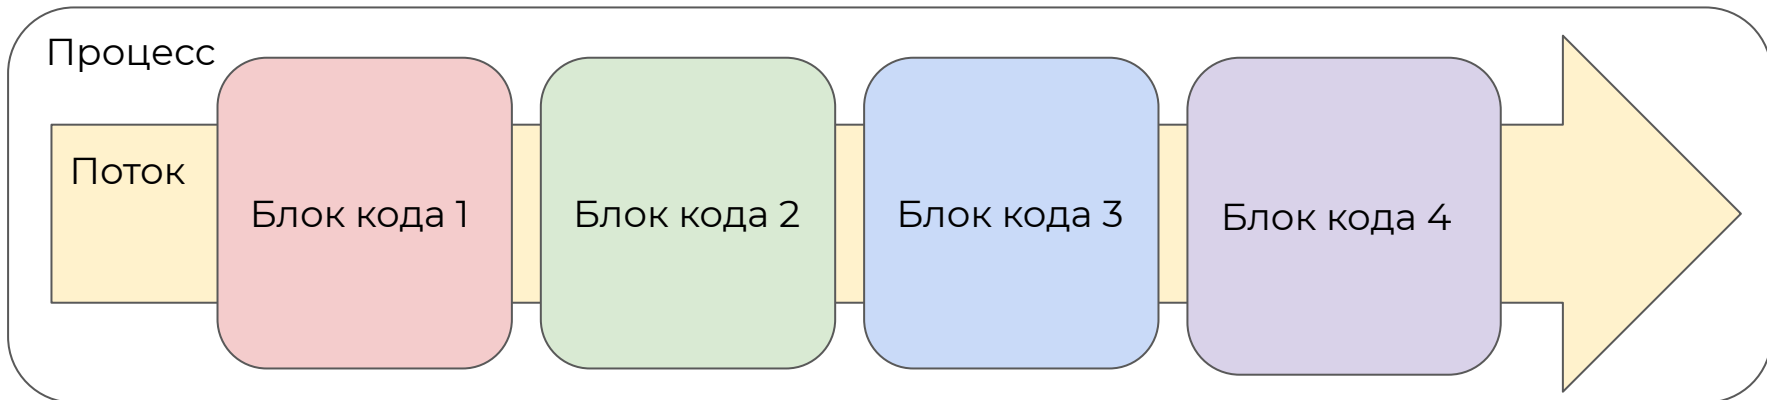 Процесс
Поток
Блок кода 1
Блок кода 2
Блок кода 3
Блок кода 4